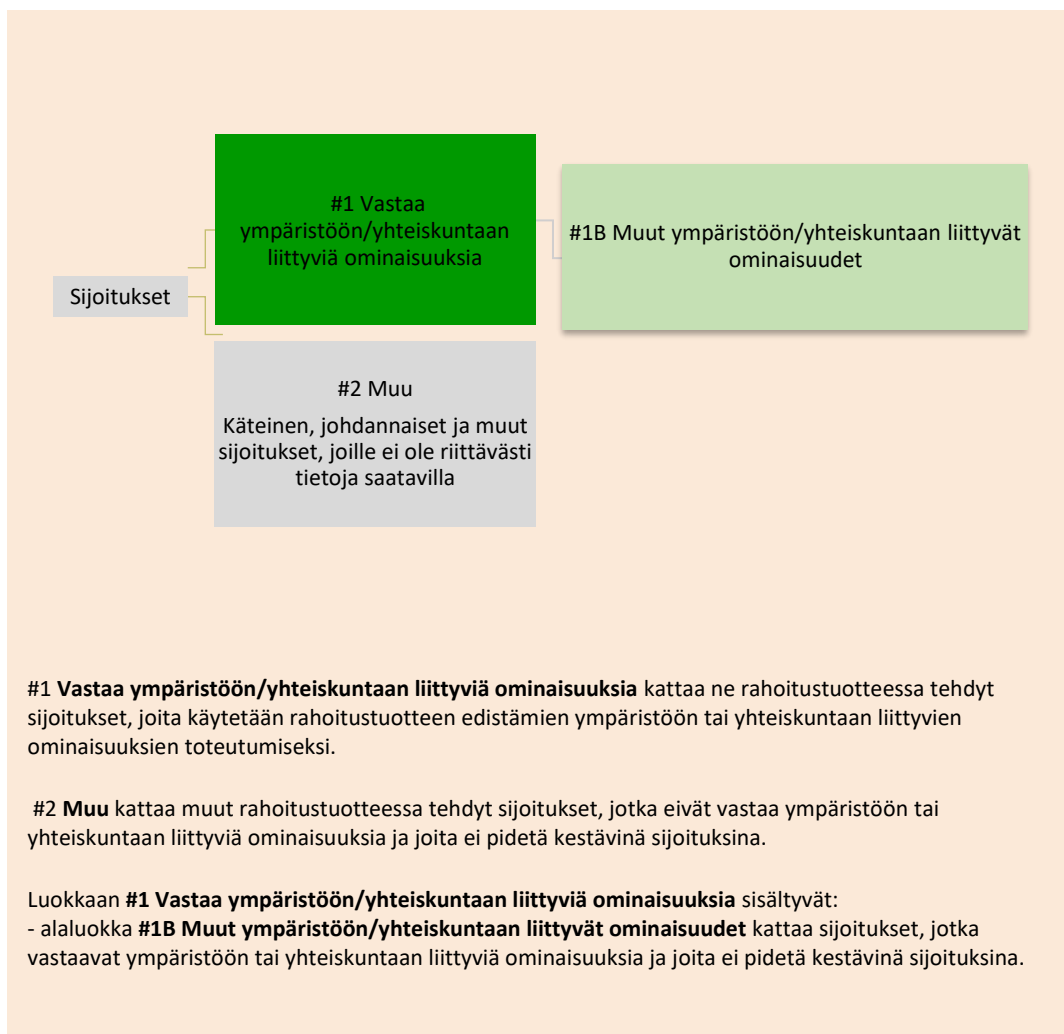 #1 Vastaa
ympäristöön/yhteiskuntaan
liittyviä ominaisuuksia
#1B Muut ympäristöön/yhteiskuntaan liittyvät
ominaisuudet
Sijoitukset
#2 Muu
Käteinen, johdannaiset ja muut
sijoitukset, joille ei ole riittävästi
tietoja saatavilla
#1 Vastaa ympäristöön/yhteiskuntaan liittyviä ominaisuuksia kattaa ne rahoitustuotteessa tehdyt
sijoitukset, joita käytetään rahoitustuotteen edistämien ympäristöön tai yhteiskuntaan liittyvien
ominaisuuksien toteutumiseksi.
#2 Muu kattaa muut rahoitustuotteessa tehdyt sijoitukset, jotka eivät vastaa ympäristöön tai
yhteiskuntaan liittyviä ominaisuuksia ja joita ei pidetä kestävinä sijoituksina.
Luokkaan #1 Vastaa ympäristöön/yhteiskuntaan liittyviä ominaisuuksia sisältyvät:
- alaluokka #1B Muut ympäristöön/yhteiskuntaan liittyvät ominaisuudet kattaa sijoitukset, jotka
vastaavat ympäristöön tai yhteiskuntaan liittyviä ominaisuuksia ja joita ei pidetä kestävinä sijoituksina.